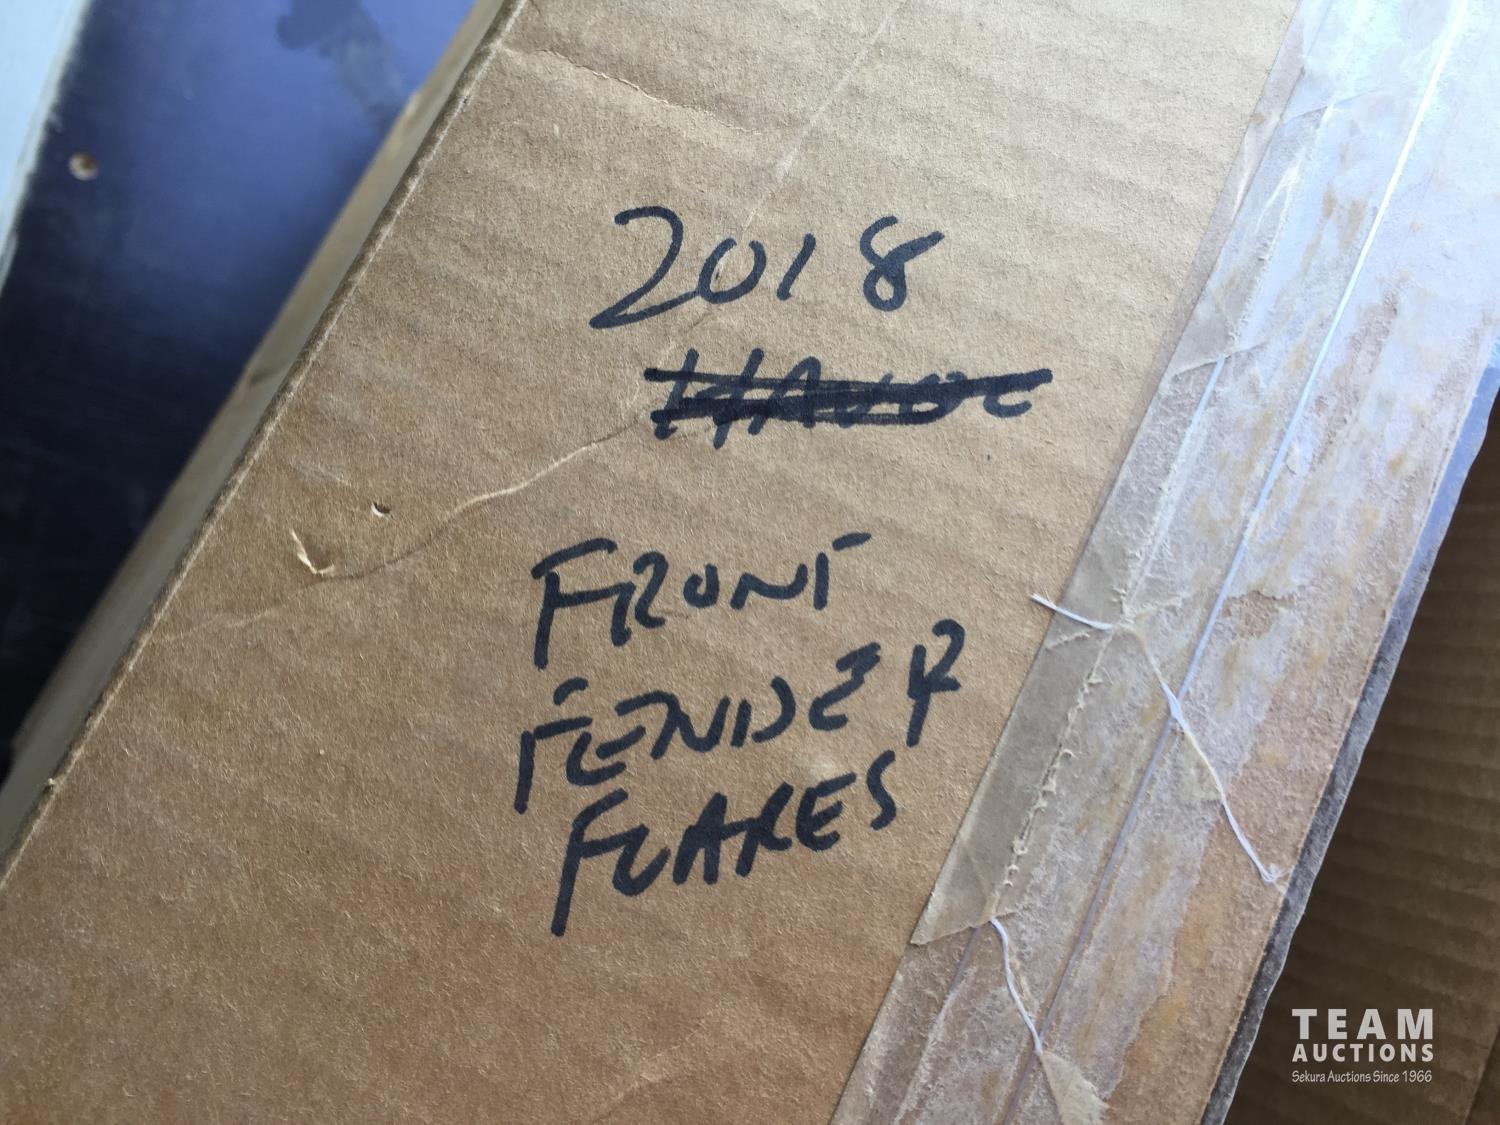 2018
FRONT
FENDER
FLARES
TEAM
AUCTIONS
Sekura Auctions Since 1966